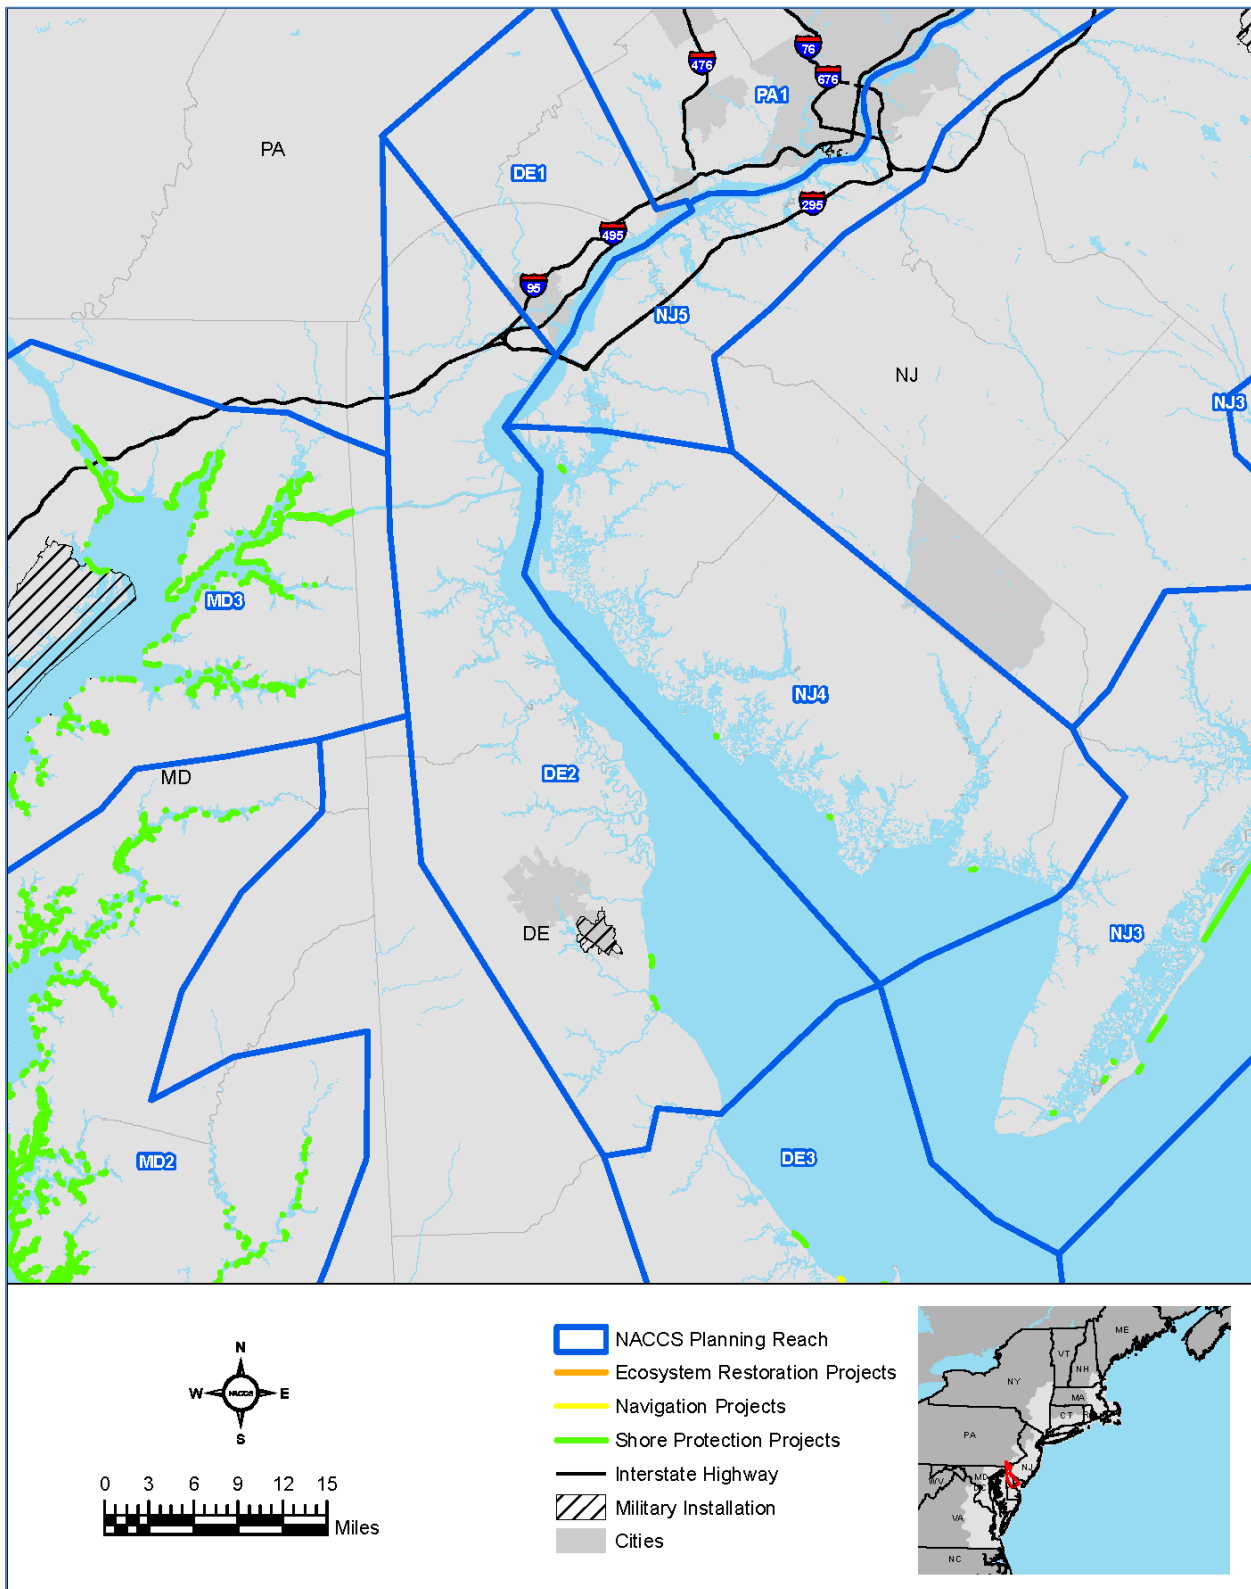 476
76
676
PA1
PA
DE1
295
495
95
NJ5
NJ
NJ3
MD3
NJ4
MD
DE2
DE
NJ3
MD2
DE3
N
W NACCS E
S
0 3 6 9 12 15
Miles
NACCS Planning Reach
Ecosystem Restoration Projects
Navigation Projects
Shore Protection Projects
Interstate Highway
Military Installation
Cities
ME
VT
NH
NY
MA
CT
PA
NJ
MD
WV
VA
NC